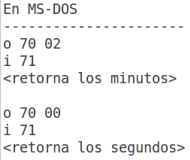 En MS-DOS
-----------------------
o 70 02
i 71
<retorna los minutos>

o 70 00
i 71
<retorna los segundos>